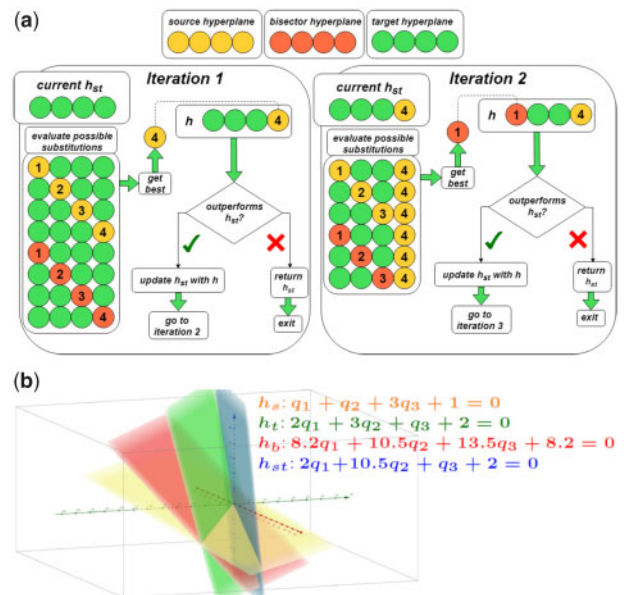 (a)
source hyperplane
bisector hyperplane
target hyperplane
Iteration 1
current hst
evaluate possible
substitutions
1
2
3
4
1
2
3
4
4
get
best
h
4
outperforms
hst?
update hst with h
go to
iteration 2
return
hst
exit
Iteration 2
current hst
4
evaluate possible
substitutions
1 4
2 4
3 4
1 4
2 4
3 4
1
get
best
h
1 4
outperforms
hst?
update hst with h
go to
iteration 3
return
hst
exit
(b)
hs: q1 + q2 + 3q3 + 1 = 0
ht: 2q1 + 3q2 + q3 + 2 = 0
hb: 8.2q1 + 10.5q2 + 13.5q3 + 8.2 = 0
hst: 2q1+10.5q2 + q3 + 2 = 0